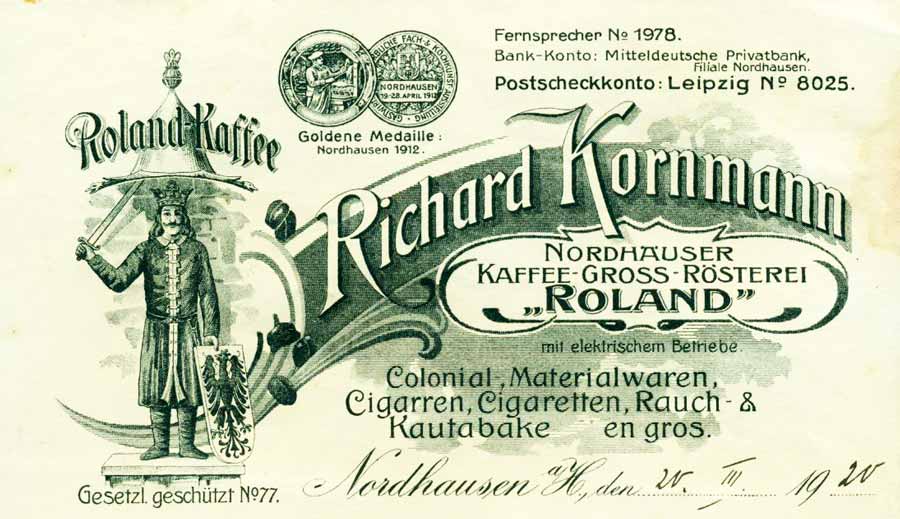 Fernsprecher No 1978.
Bank-Konto: Mitteldeutsche Privatbank,
Filiale Nordhausen.
Postscheckkonto: Leipzig No 8025.
NORDHAUSEN
19-28. APRIL 1912
Goldene Medaille:
Nordhausen 1912.
Roland-Kaffee
Richard Kornmann
NORDHÄUSER
KAFFEE-GROSS-RÖSTEREI
„ROLAND”
mit elektrischem Betriebe.
Colonial-, Materialwaren,
Cigarren, Cigaretten, Rauch- &
Kautabake en gros.
Gesetzl. geschützt No 77.
Nordhausen a/H., den 20. III. 1920